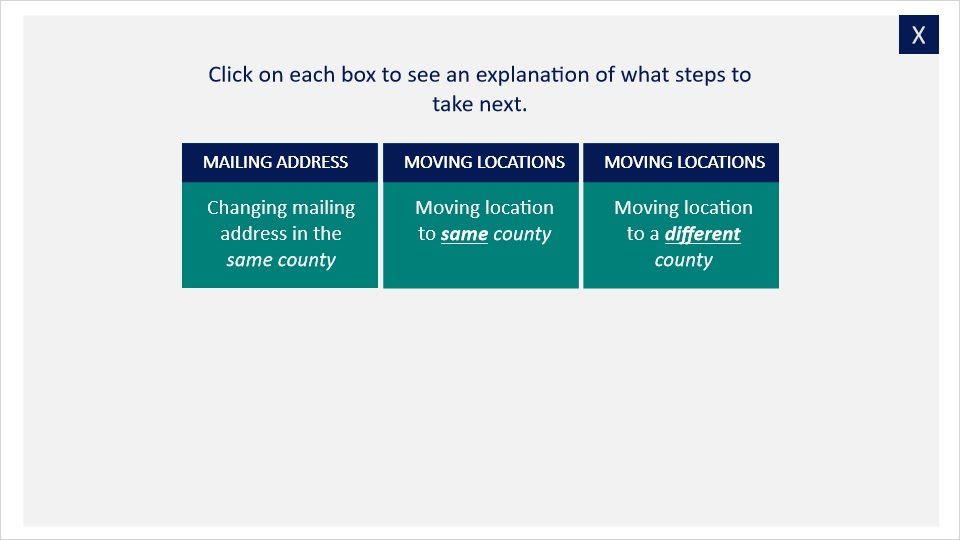 X
Click on each box to see an explanation of what steps to
take next.
MAILING ADDRESS
Changing mailing
address in the
same county
MOVING LOCATIONS
Moving location
to same county
MOVING LOCATIONS
Moving location
to a different
county